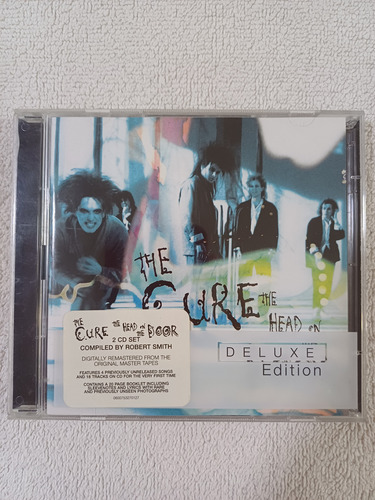 THE
CURE THE
HEAD ON
DELUXE
Edition
THE
CURE THE HEAD ON THE DOOR
2 CD SET
COMPILED BY ROBERT SMITH
DIGITALLY REMASTERED FROM THE
ORIGINAL MASTER TAPES
FEATURES 4 PREVIOUSLY UNRELEASED SONGS
AND 18 TRACKS ON CD FOR THE VERY FIRST TIME
CONTAINS A 20 PAGE BOOKLET INCLUDING
SLEEVENOTES AND LYRICS WITH RARE
AND PREVIOUSLY UNSEEN PHOTOGRAPHS